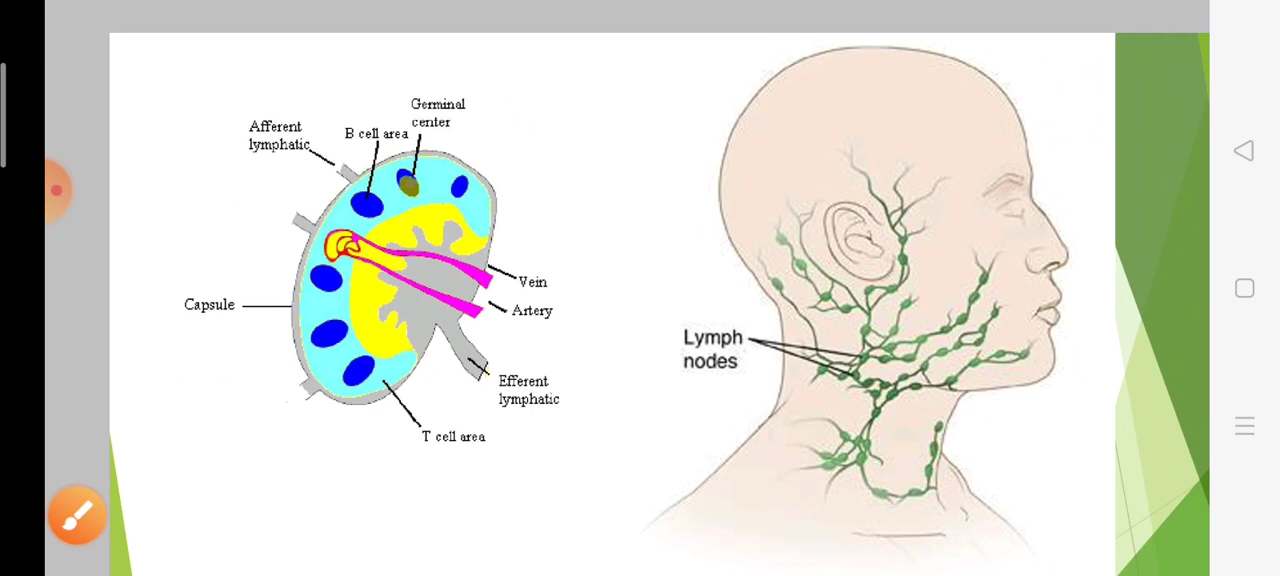 Germinal
center
Afferent
lymphatic
B cell area
Vein
Capsule
Artery
Efferent
lymphatic
T cell area
Lymph
nodes